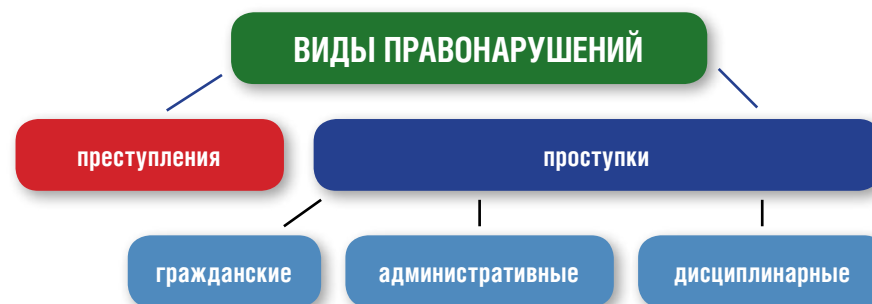 ВИДЫ ПРАВОНАРУШЕНИЙ
преступления
проступки
гражданские
административные
дисциплинарные